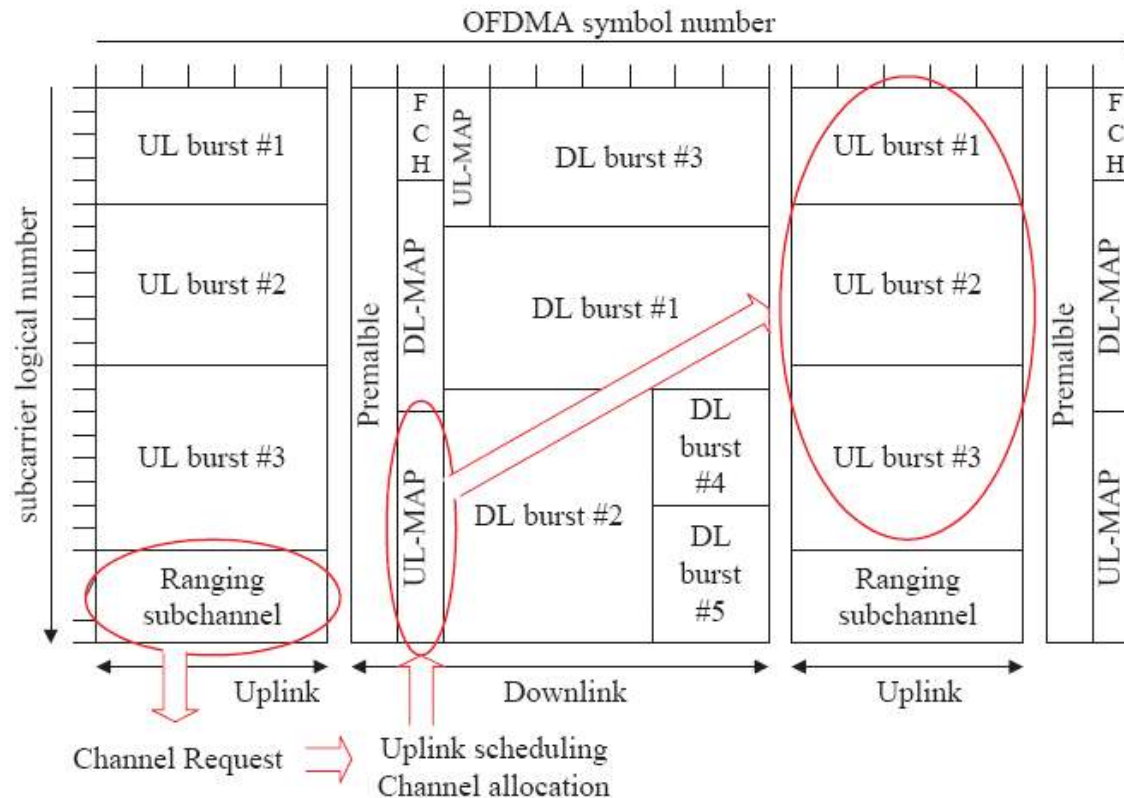 OFDMA symbol number
subcarrier logical number
UL burst #1
UL burst #2
UL burst #3
Ranging
subchannel
Uplink
Premalble
F
C
H
DL-MAP
UL-MAP
UL-MAP
DL burst #3
DL burst #1
DL burst #2
DL
burst
#4
DL
burst
#5
Downlink
UL burst #1
UL burst #2
UL burst #3
Ranging
subchannel
Uplink
Premalble
F
C
H
DL-MAP
UL-MAP
Channel Request
Uplink scheduling
Channel allocation